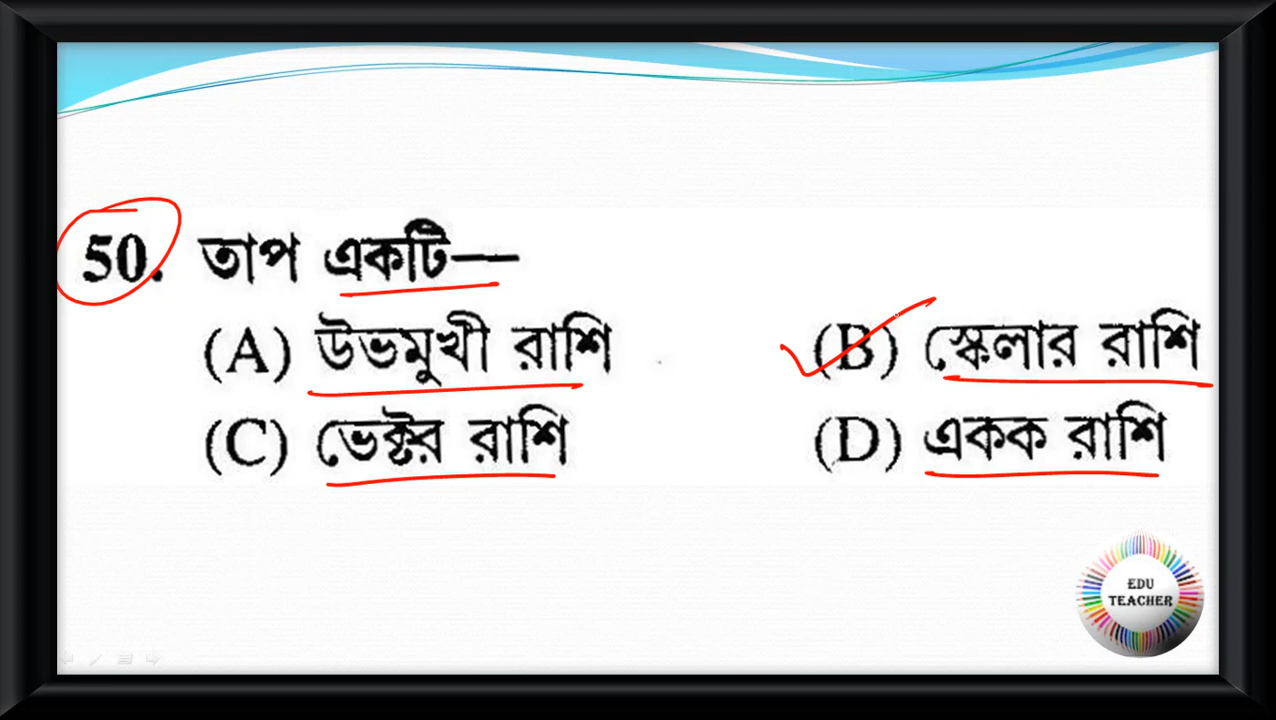 50. তাপ একটি—
(A) উভমুখী রাশি (B) স্কেলার রাশি
(C) ভেক্টর রাশি (D) একক রাশি
EDU
TEACHER